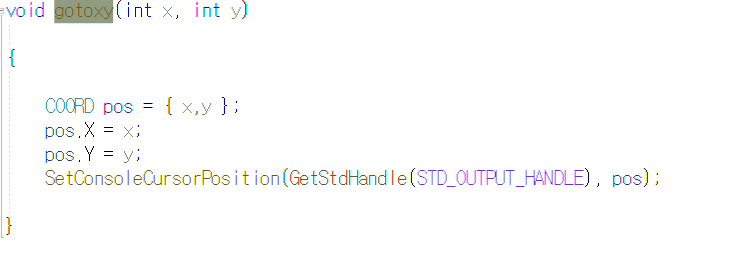 void gotoxy(int x, int y)
{
COORD pos = { x,y };
pos.X = x;
pos.Y = y;
SetConsoleCursorPosition(GetStdHandle(STD_OUTPUT_HANDLE), pos);
}